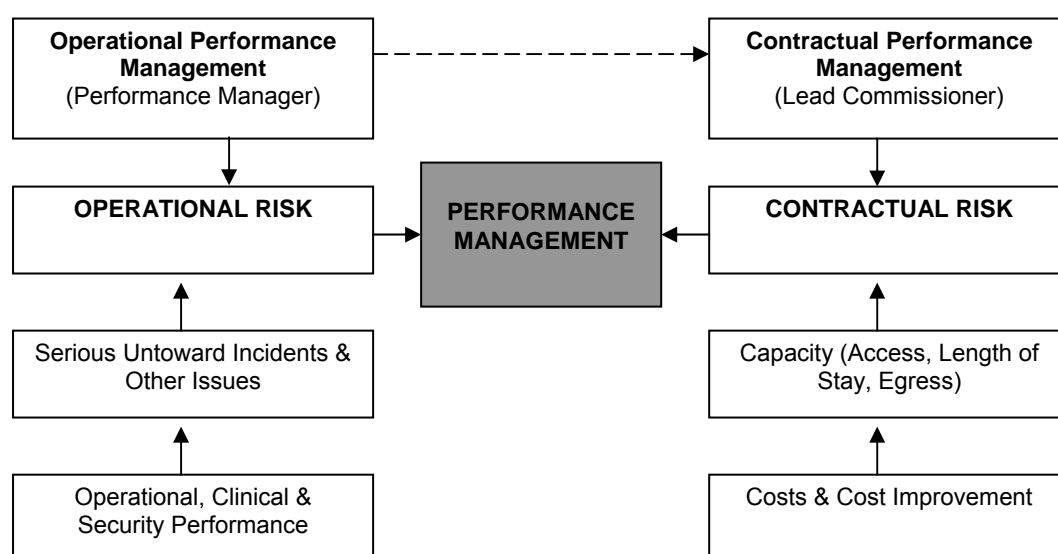 Operational Performance
Management
(Performance Manager)
Contractual Performance
Management
(Lead Commissioner)
OPERATIONAL RISK
PERFORMANCE
MANAGEMENT
CONTRACTUAL RISK
Serious Untoward Incidents &
Other Issues
Capacity (Access, Length of
Stay, Egress)
Operational, Clinical &
Security Performance
Costs & Cost Improvement